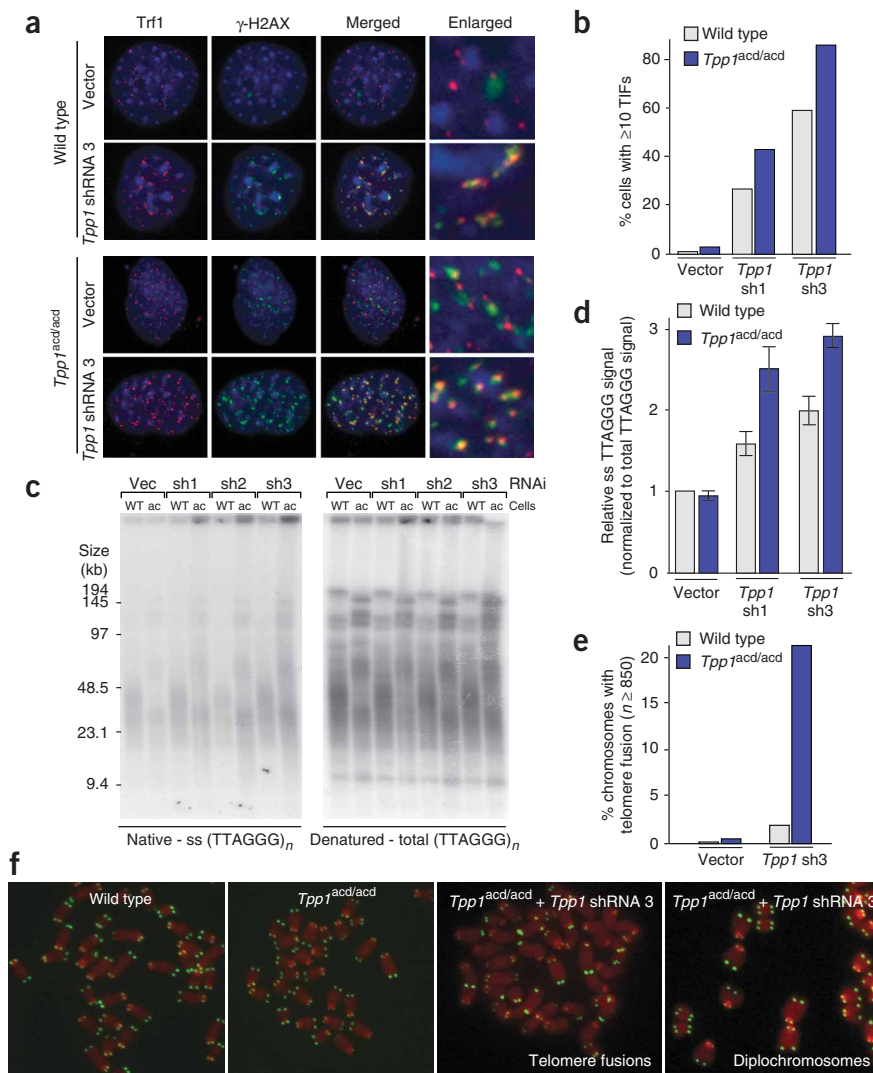 a
Trf1 γ-H2AX Merged Enlarged
Wild type
Vector
Tpp1 shRNA 3
Tpp1acd/acd
Vector
Tpp1 shRNA 3
b
Wild type
Tpp1acd/acd
% cells with ≥10 TIFs
80
60
40
20
0
Vector Tpp1 sh1 Tpp1 sh3
c
Vec sh1 sh2 sh3 Vec sh1 sh2 sh3 RNAi
WT ac WT ac WT ac WT ac WT ac WT ac WT ac WT ac Cells
Size
(kb)
194
145
97
48.5
23.1
9.4
Native - ss (TTAGGG)n
Denatured - total (TTAGGG)n
d
Wild type
Tpp1acd/acd
Relative ss TTAGGG signal
(normalized to total TTAGGG signal)
3
2
1
0
Vector Tpp1 sh1 Tpp1 sh3
e
Wild type
Tpp1acd/acd
% chromosomes with
telomere fusion (n ≥ 850)
20
15
10
5
0
Vector Tpp1 sh3
f
Wild type
Tpp1acd/acd
Tpp1acd/acd + Tpp1 shRNA 3
Telomere fusions
Tpp1acd/acd + Tpp1 shRNA 3
Diplochromosomes